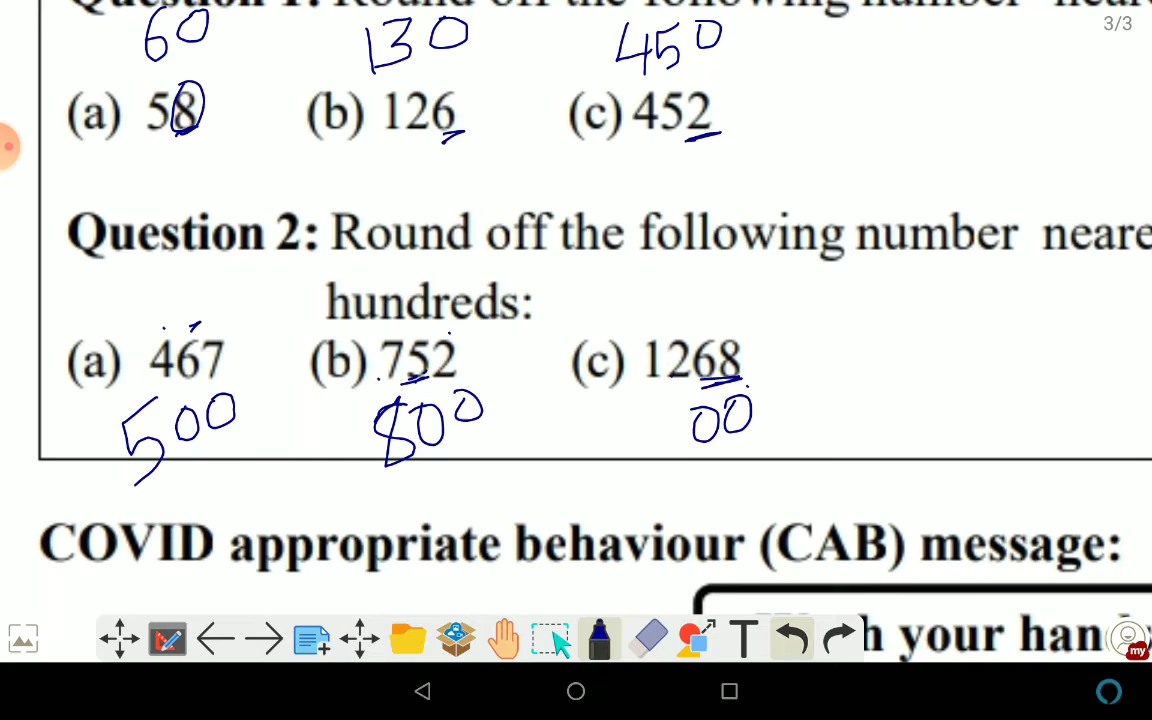 3/3
60 130 450
(a) 58 (b) 126 (c) 452
Question 2: Round off the following number neare
hundreds:
(a) 467 (b) 752 (c) 1268
500 800 00
COVID appropriate behaviour (CAB) message:
h your han
T
my